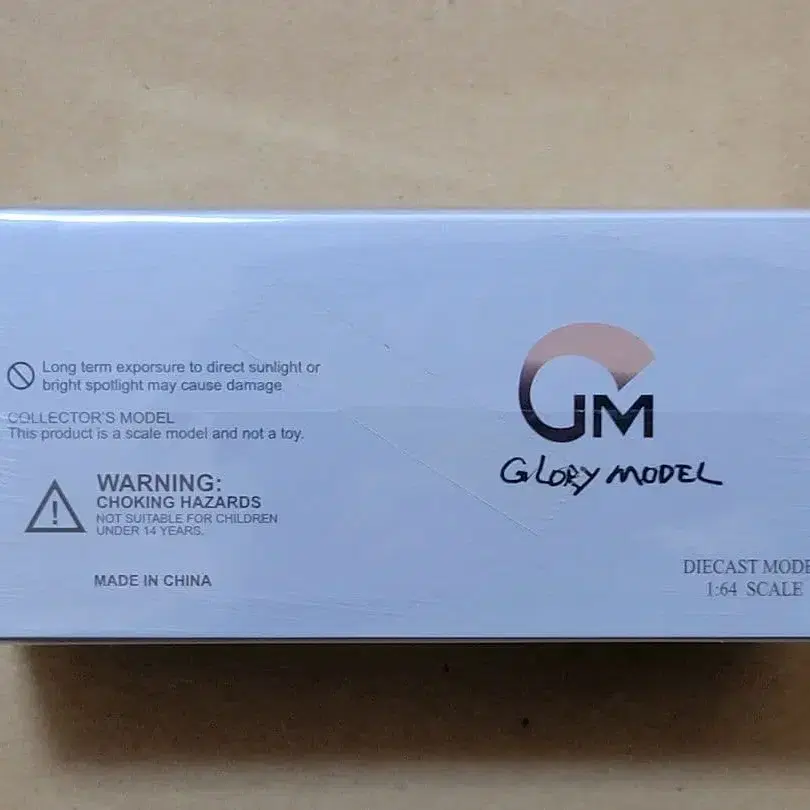 Long term exporsure to direct sunlight or
bright spotlight may cause damage
COLLECTOR'S MODEL
This product is a scale model and not a toy.
WARNING:
CHOKING HAZARDS
NOT SUITABLE FOR CHILDREN
UNDER 14 YEARS.
MADE IN CHINA
GM
GLORY MODEL
DIECAST MODE
1:64 SCALE